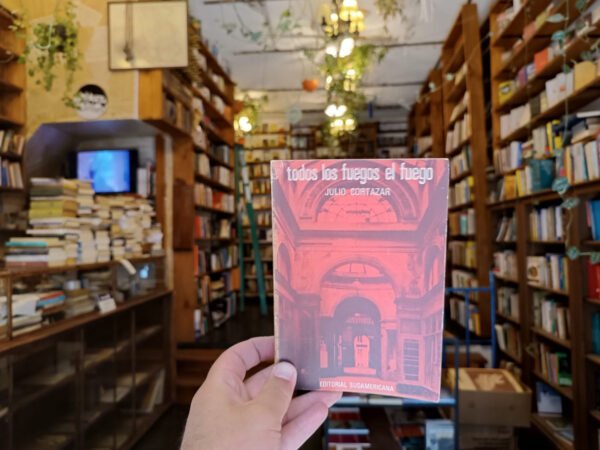 todos los fuegos el fuego
JULIO CORTAZAR
EDITORIAL SUDAMERICANA